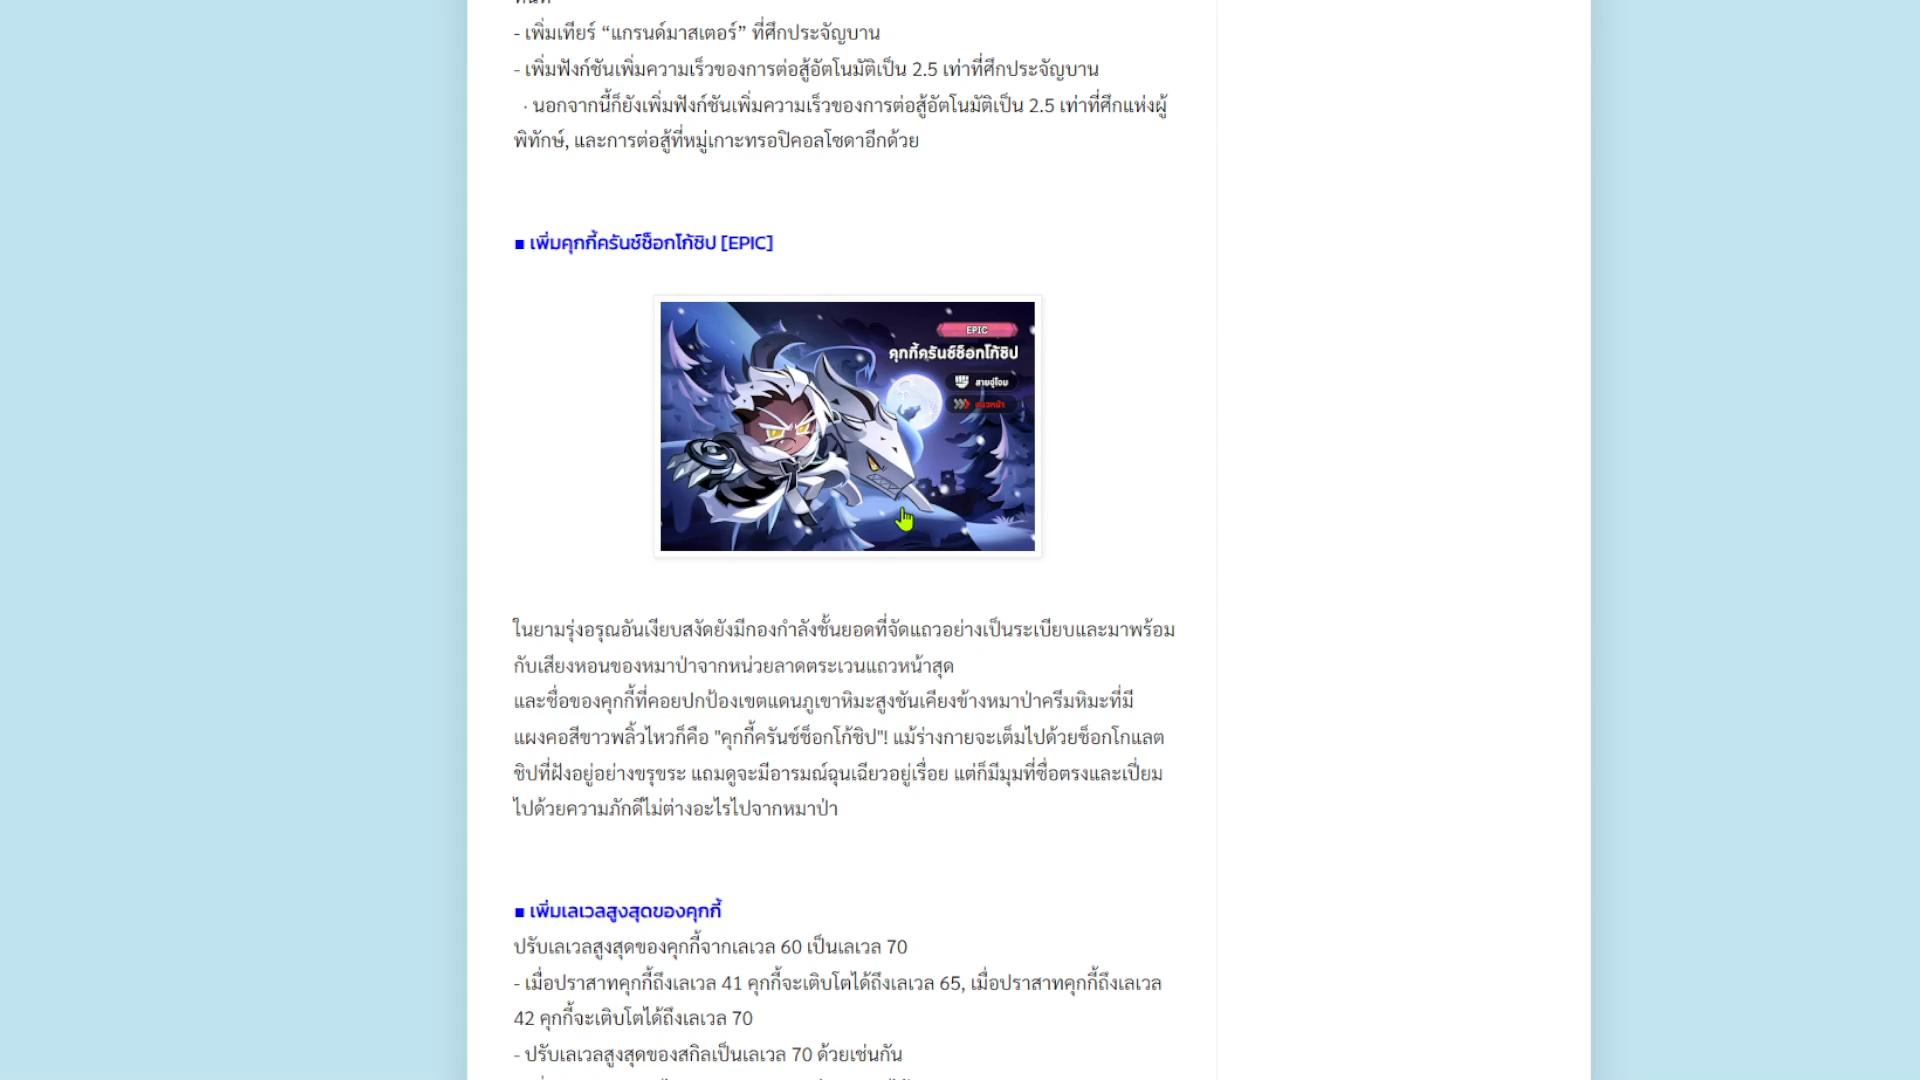 - เพิ่มเทียร์ “แกรนด์มาสเตอร์” ที่ศึกประจัญบาน
- เพิ่มฟังก์ชันเพิ่มความเร็วของการต่อสู้อัตโนมัติเป็น 2.5 เท่าที่ศึกประจัญบาน
· นอกจากนี้ก็ยังเพิ่มฟังก์ชันเพิ่มความเร็วของการต่อสู้อัตโนมัติเป็น 2.5 เท่าที่ศึกแห่งผู้
พิทักษ์, และการต่อสู้ที่หมู่เกาะทรอปิคอลโซดาอีกด้วย
■ เพิ่มคุกกี้ครันช์ช็อกโก้ชิป [EPIC]
EPIC
คุกกี้ครันช์ช็อกโก้ชิป
สายจู่โจม
แนวหน้า
ในยามรุ่งอรุณอันเงียบสงัดยังมีกองกำลังชั้นยอดที่จัดแถวอย่างเป็นระเบียบและมาพร้อม
กับเสียงหอนของหมาป่าจากหน่วยลาดตระเวนแถวหน้าสุด
และชื่อของคุกกี้ที่คอยปกป้องเขตแดนภูเขาหิมะสูงชันเคียงข้างหมาป่าครีมหิมะที่มี
แผงคอสีขาวพลิ้วไหวก็คือ "คุกกี้ครันช์ช็อกโก้ชิป"! แม้ร่างกายจะเต็มไปด้วยช็อกโกแลต
ชิปที่ฝังอยู่อย่างขรุขระ แถมดูจะมีอารมณ์ฉุนเฉียวอยู่เรื่อย แต่ก็มีมุมที่ซื่อตรงและเปี่ยม
ไปด้วยความภักดีไม่ต่างอะไรไปจากหมาป่า
■ เพิ่มเลเวลสูงสุดของคุกกี้
ปรับเลเวลสูงสุดของคุกกี้จากเลเวล 60 เป็นเลเวล 70
- เมื่อปราสาทคุกกี้ถึงเลเวล 41 คุกกี้จะเติบโตได้ถึงเลเวล 65, เมื่อปราสาทคุกกี้ถึงเลเวล
42 คุกกี้จะเติบโตได้ถึงเลเวล 70
- ปรับเลเวลสูงสุดของสกิลเป็นเลเวล 70 ด้วยเช่นกัน